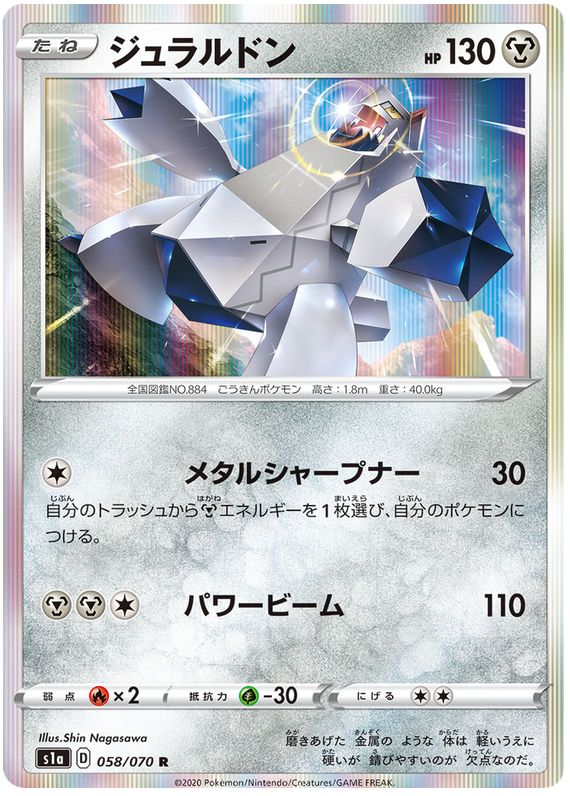 たね ジュラルドン HP 130
全国図鑑NO.884 ごうきんポケモン 高さ：1.8m 重さ：40.0kg
メタルシャープナー 30
自分のトラッシュからエネルギーを1枚選び、自分のポケモンに
つける。
パワービーム 110
弱点 ×2 抵抗力 -30 にげる
Illus.Shin Nagasawa
s1a D 058/070 R
磨きあげた 金属の ような 体は 軽いうえに
硬いが 錆びやすいのが 欠点なのだ。
©2020 Pokémon/Nintendo/Creatures/GAME FREAK.